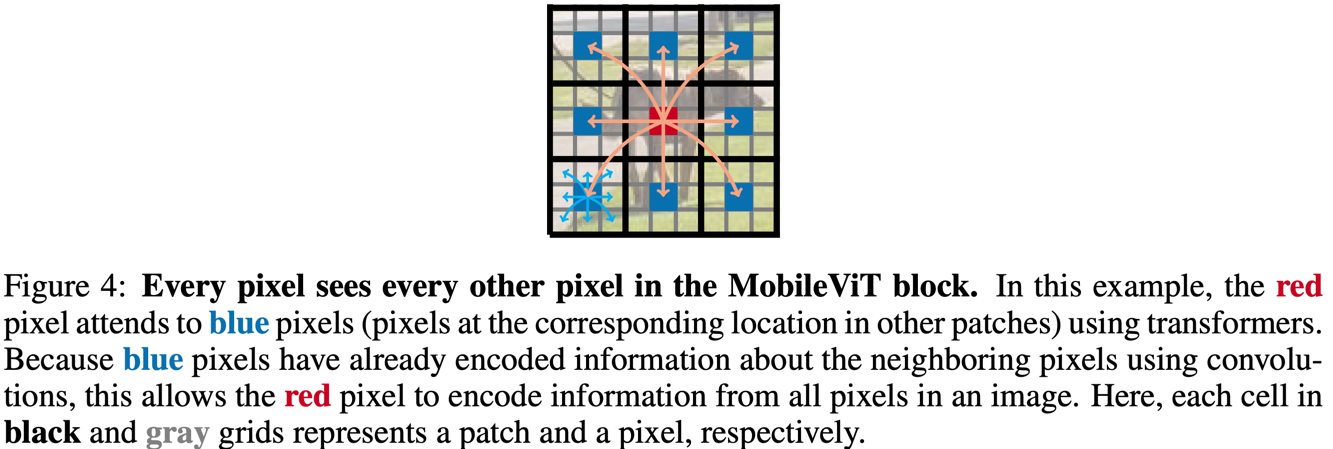 Figure 4: Every pixel sees every other pixel in the MobileViT block. In this example, the red
pixel attends to blue pixels (pixels at the corresponding location in other patches) using transformers.
Because blue pixels have already encoded information about the neighboring pixels using convolu-
tions, this allows the red pixel to encode information from all pixels in an image. Here, each cell in
black and gray grids represents a patch and a pixel, respectively.